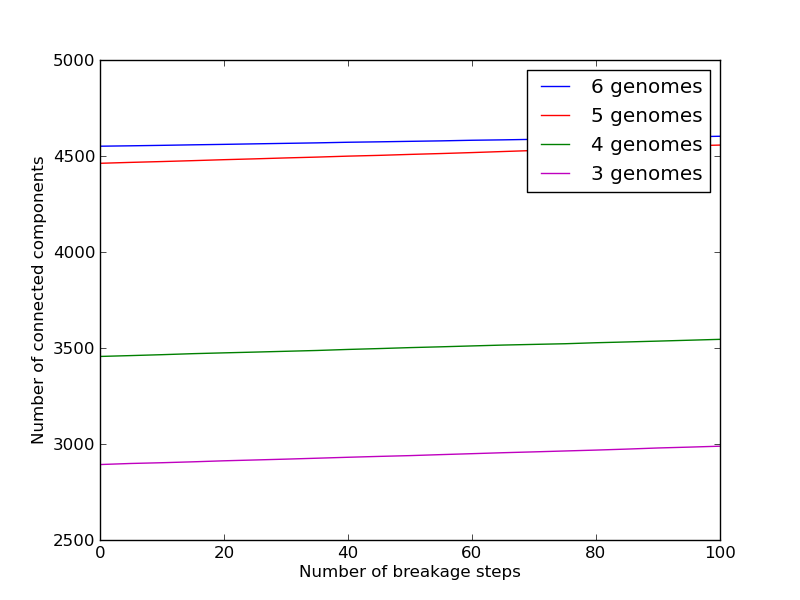 5000
4500
4000
3500
3000
2500
0 20 40 60 80 100
Number of connected components
Number of breakage steps
6 genomes
5 genomes
4 genomes
3 genomes